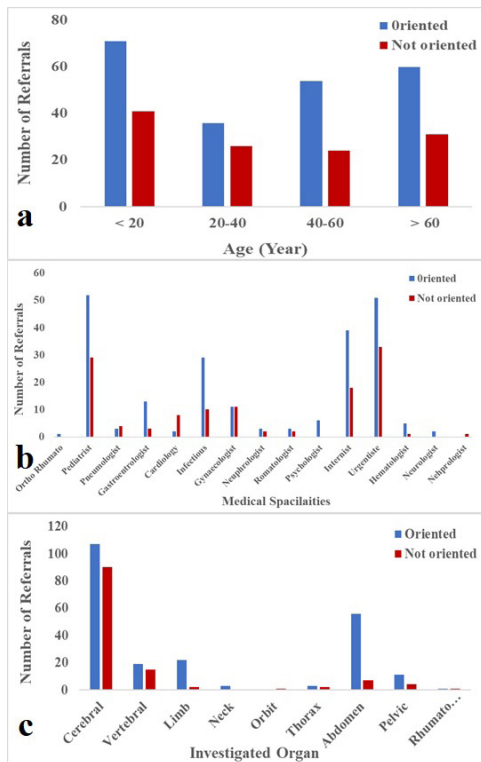 80
60
40
20
0
Number of Referrals
0riented
Not oriented
< 20
20-40
40-60
> 60
Age (Year)
a
60
50
40
30
20
10
0
Number of Referrals
0riented
Not oriented
Ortho Rhumato
Pediatrist
Pneumologist
Gastroentrologist
Cardiology
Infectious
Gynaecologist
Nephrologist
Romatologist
Psychologist
Internist
Urgentiste
Hematologist
Neurologist
Nehprologist
Medical Spacilaities
b
120
100
80
60
40
20
0
Number of Referrals
Oriented
Not oriented
Cerebral
Vertebral
Limb
Neck
Orbit
Thorax
Abdomen
Pelvic
Rhumato...
Investigated Organ
c